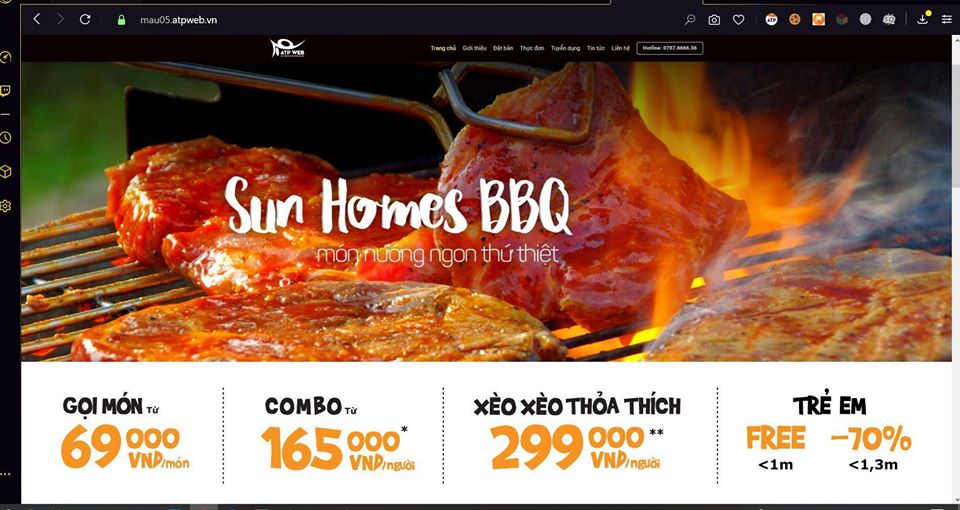 mau05.atpweb.vn
ATP WEB
Trang chủ Giới thiệu Đặt bàn Thực đơn Tuyển dụng Tin tức Liên hệ Hotline: 0707.6666.56
Sun Homes BBQ
món nướng ngon thứ thiệt
GỌI MÓN Từ
69 000 VNĐ/món
COMBO Từ
165 000* VNĐ/người
XÈO XÈO THỎA THÍCH
299 000** VNĐ/người
TRẺ EM
FREE -70%
<1m <1,3m